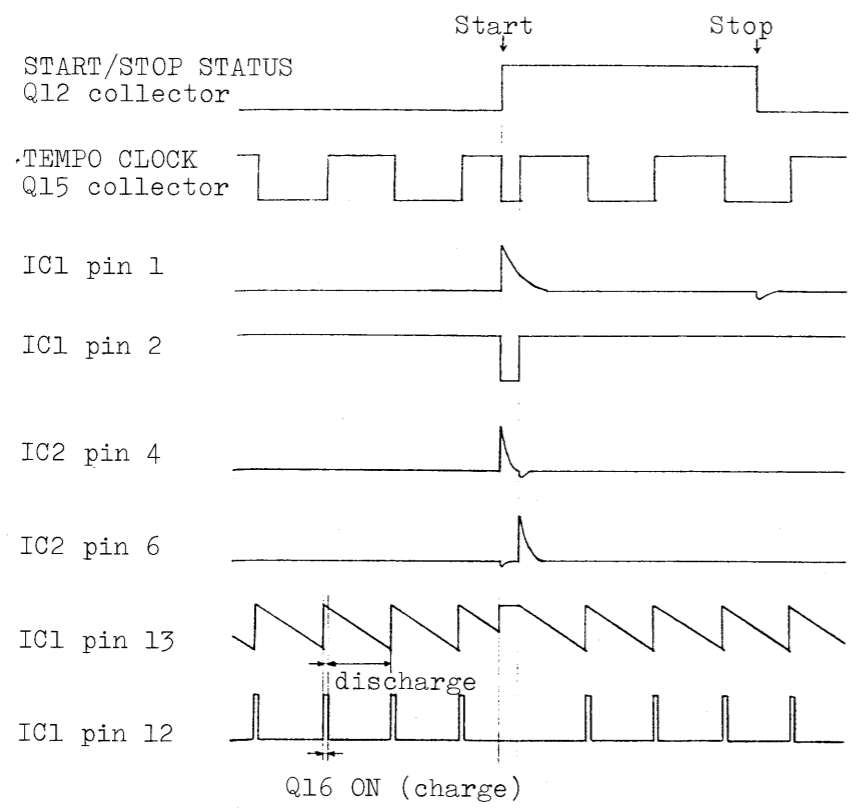 Start Stop
START/STOP STATUS
Q12 collector
TEMPO CLOCK
Q15 collector
IC1 pin 1
IC1 pin 2
IC2 pin 4
IC2 pin 6
IC1 pin 13
discharge
IC1 pin 12
Q16 ON (charge)